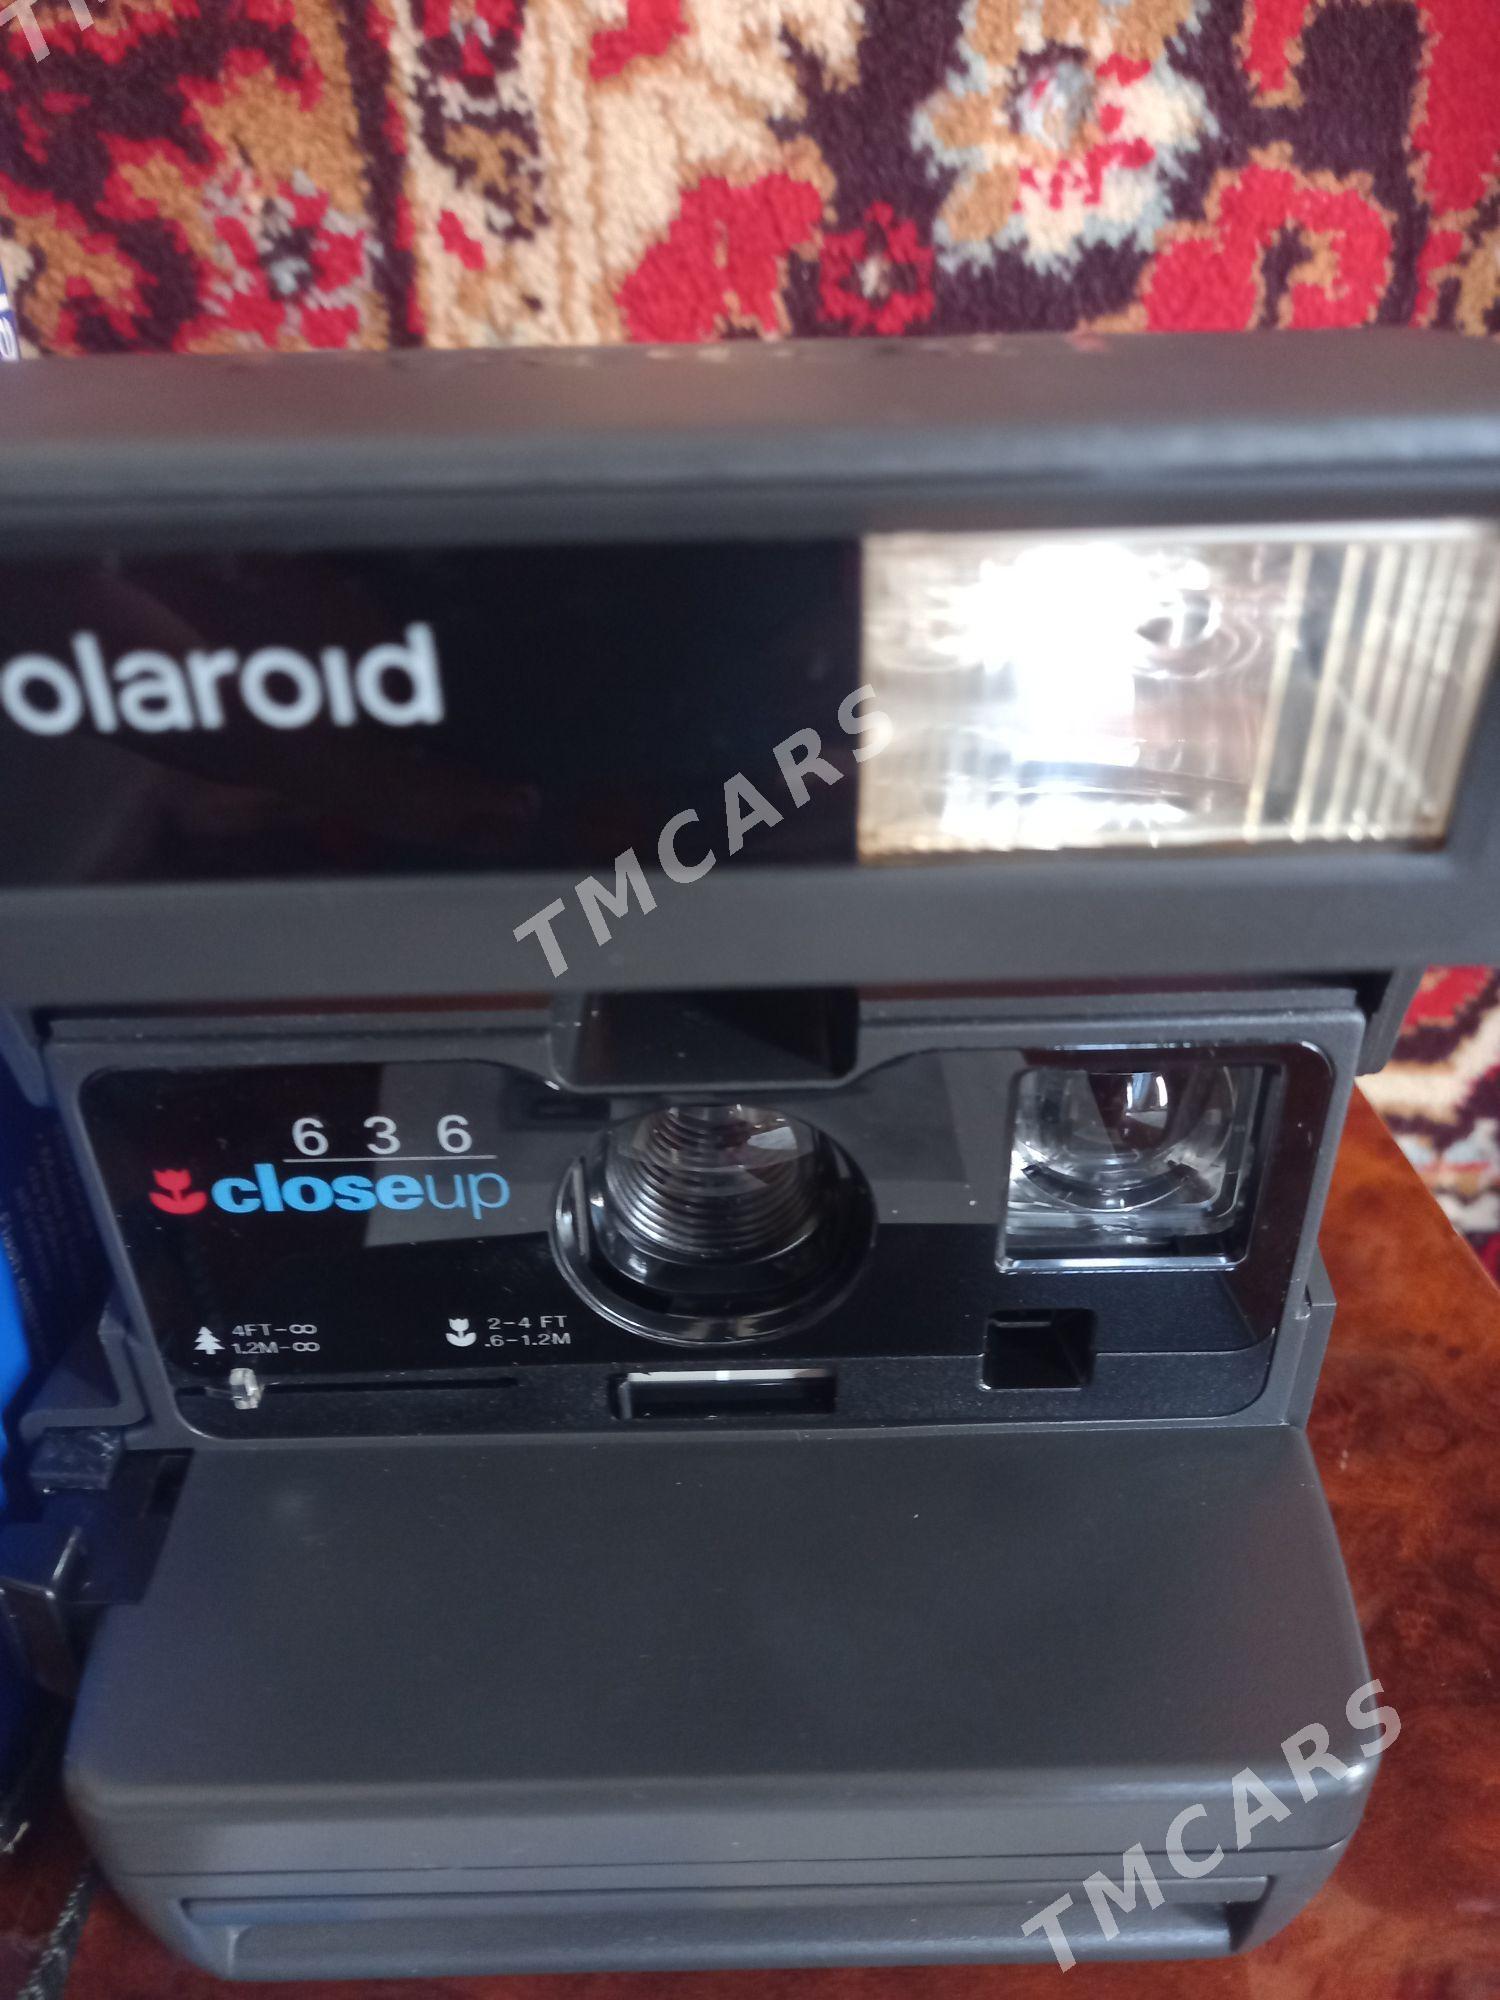 olaroid
TMCARS
636
closeup
4FT-∞
1.2M-∞
2-4 FT
.6-1.2M
TMCARS